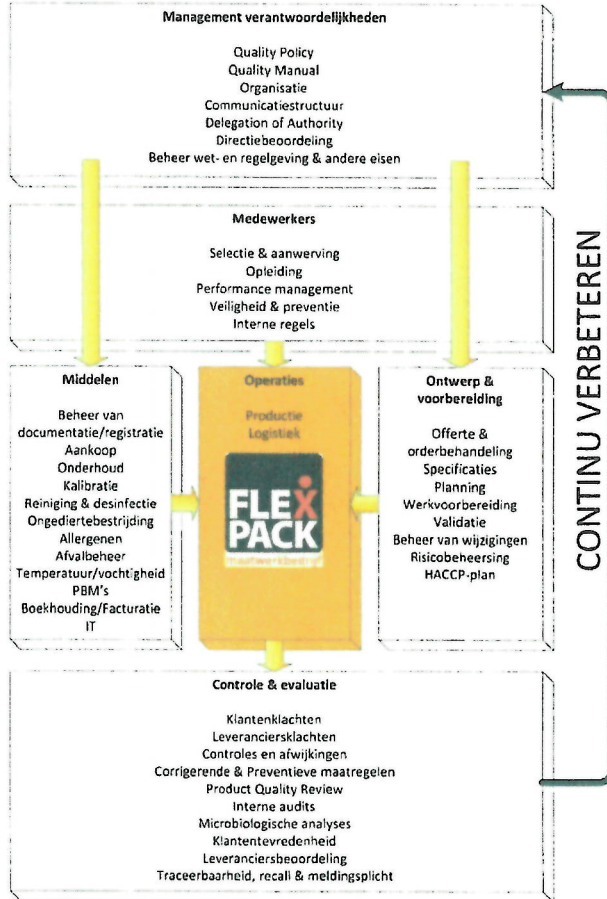 Management verantwoordelijkheden
Quality Policy
Quality Manual
Organisatie
Communicatiestructuur
Delegation of Authority
Directiebeoordeling
Beheer wet- en regelgeving & andere eisen
Medewerkers
Selectie & aanwerving
Opleiding
Performance management
Veiligheid & preventie
Interne regels
Middelen
Beheer van
documentatie/registratie
Aankoop
Onderhoud
Kalibratie
Reiniging & desinfectie
Ongediertebestrijding
Allergenen
Afvalbeheer
Temperatuur/vochtigheid
PBM's
Boekhouding/Facturatie
IT
Operaties
Productie
Logistiek
FLEXPACK
maatwerkbedrijf
Ontwerp &
voorbereiding
Offerte &
orderbehandeling
Specificaties
Planning
Werkvoorbereiding
Validatie
Beheer van wijzigingen
Risicobeheersing
HACCP-plan
Controle & evaluatie
Klantenklachten
Leveranciersklachten
Controles en afwijkingen
Corrigerende & Preventieve maatregelen
Product Quality Review
Interne audits
Microbiologische analyses
Klantentevredenheid
Leveranciersbeoordeling
Traceerbaarheid, recall & meldingsplicht
CONTINU VERBETEREN